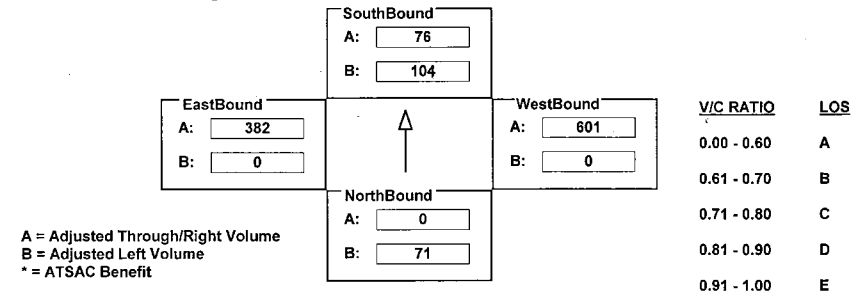 SouthBound
A: 76
B: 104
EastBound
A: 382
B: 0
WestBound
A: 601
B: 0
NorthBound
A: 0
B: 71
A = Adjusted Through/Right Volume
B = Adjusted Left Volume
* = ATSAC Benefit
V/C RATIO LOS
0.00 - 0.60 A
0.61 - 0.70 B
0.71 - 0.80 C
0.81 - 0.90 D
0.91 - 1.00 E